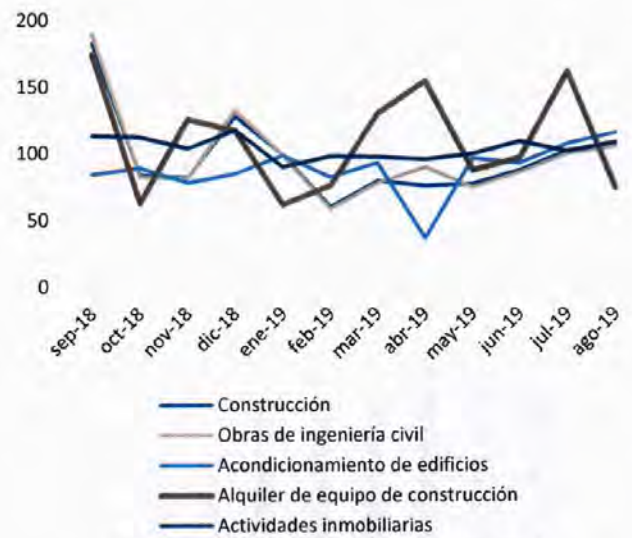 200
150
100
50
0
sep-18
oct-18
nov-18
dic-18
ene-19
feb-19
mar-19
abr-19
may-19
jun-19
jul-19
ago-19
Construcción
Obras de ingeniería civil
Acondicionamiento de edificios
Alquiler de equipo de construcción
Actividades inmobiliarias